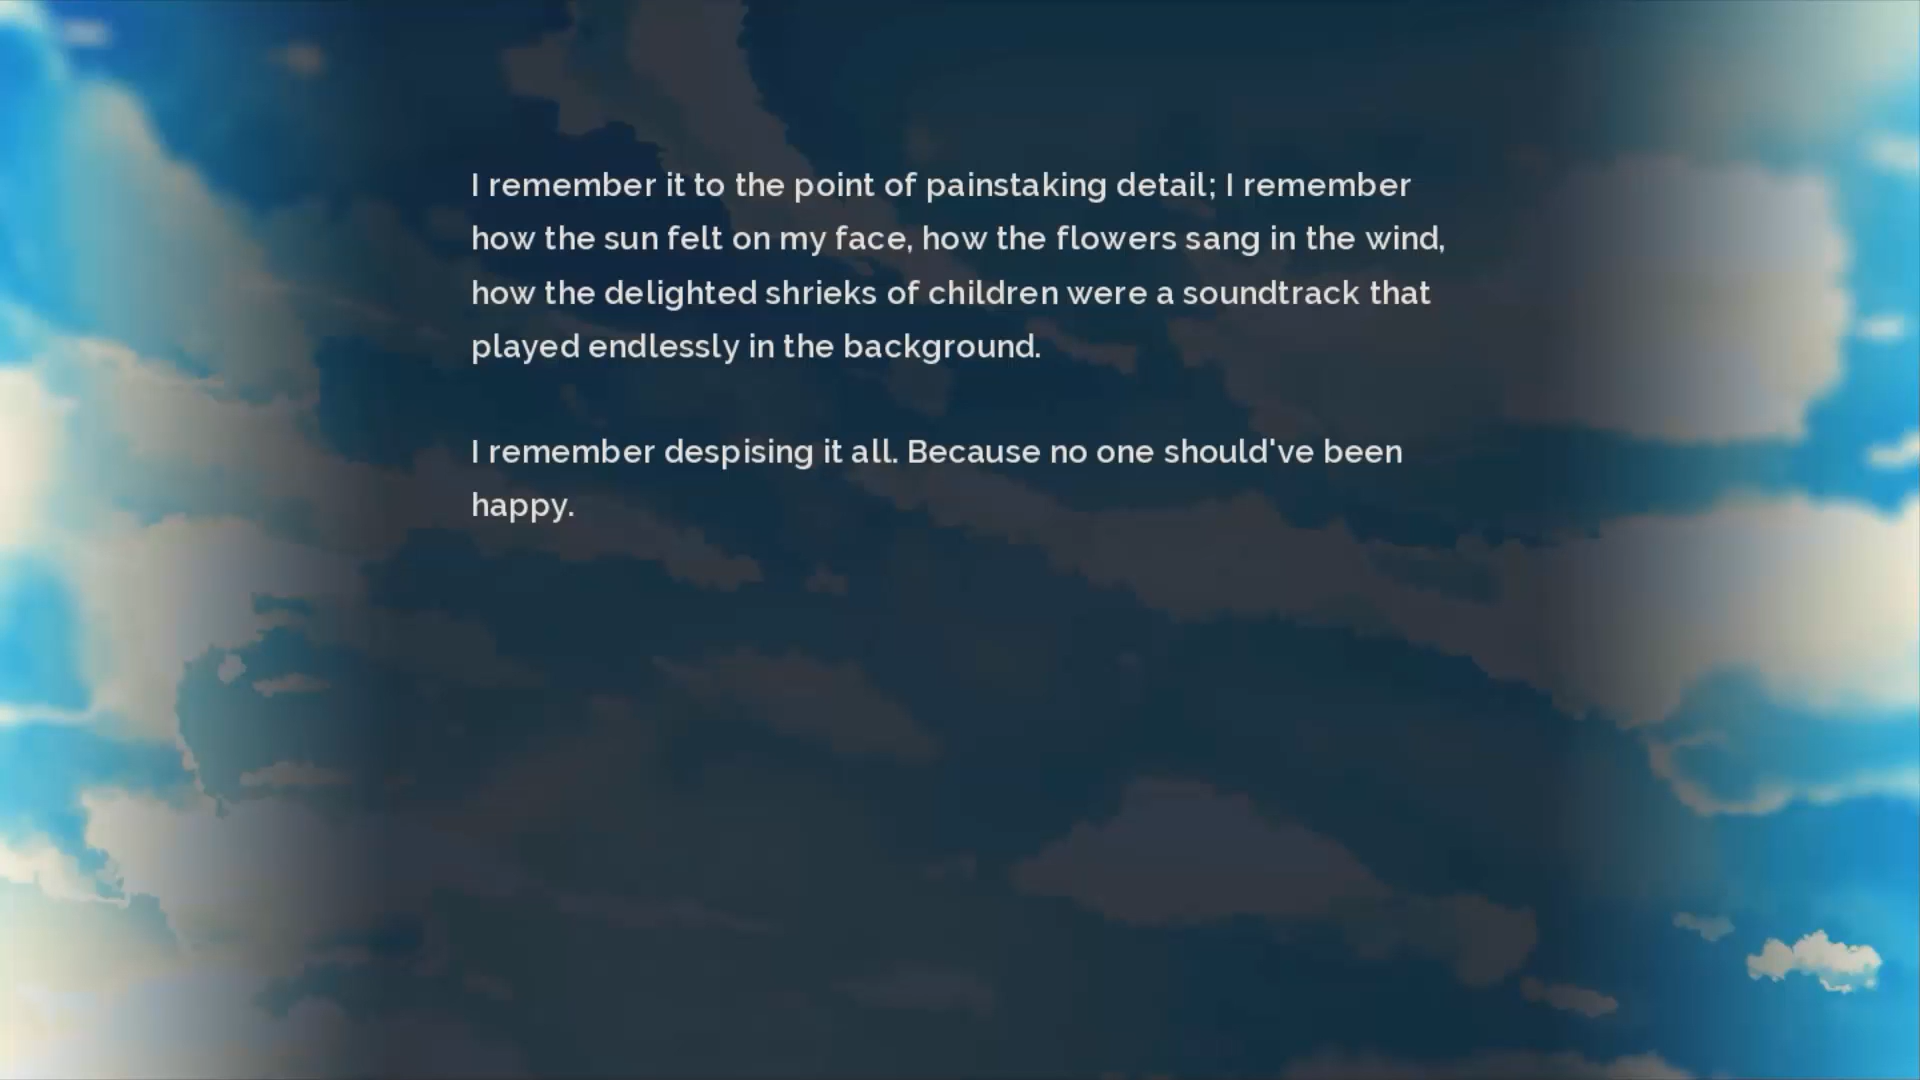 I remember it to the point of painstaking detail; I remember
how the sun felt on my face, how the flowers sang in the wind,
how the delighted shrieks of children were a soundtrack that
played endlessly in the background.
I remember despising it all. Because no one should've been
happy.